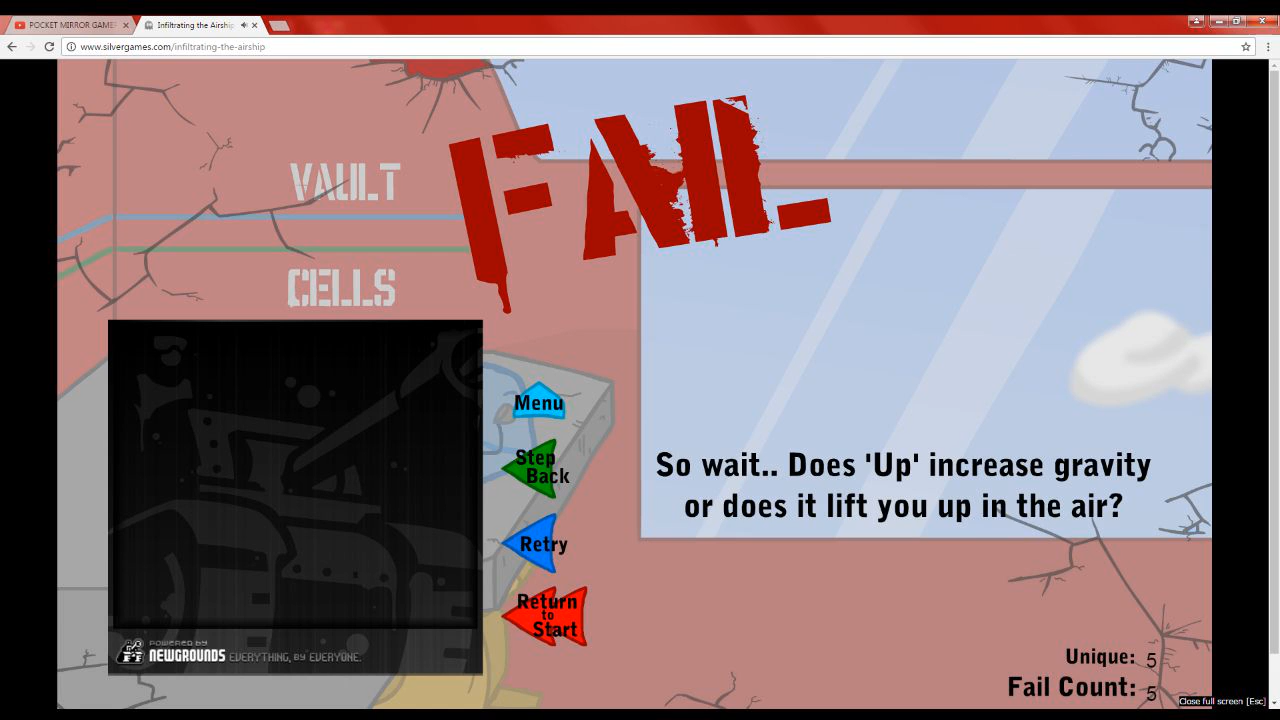 POCKET MIRROR GAME
Infiltrating the Airship
www.silvergames.com/infiltrating-the-airship
FAIL
VAULT
CELLS
Menu
Step
Back
Retry
Return
to
Start
So wait.. Does 'Up' increase gravity
or does it lift you up in the air?
POWERED BY
NEWGROUNDS EVERYTHING, BY EVERYONE.
Unique: 5
Fail Count: 5
Close full screen [Esc]